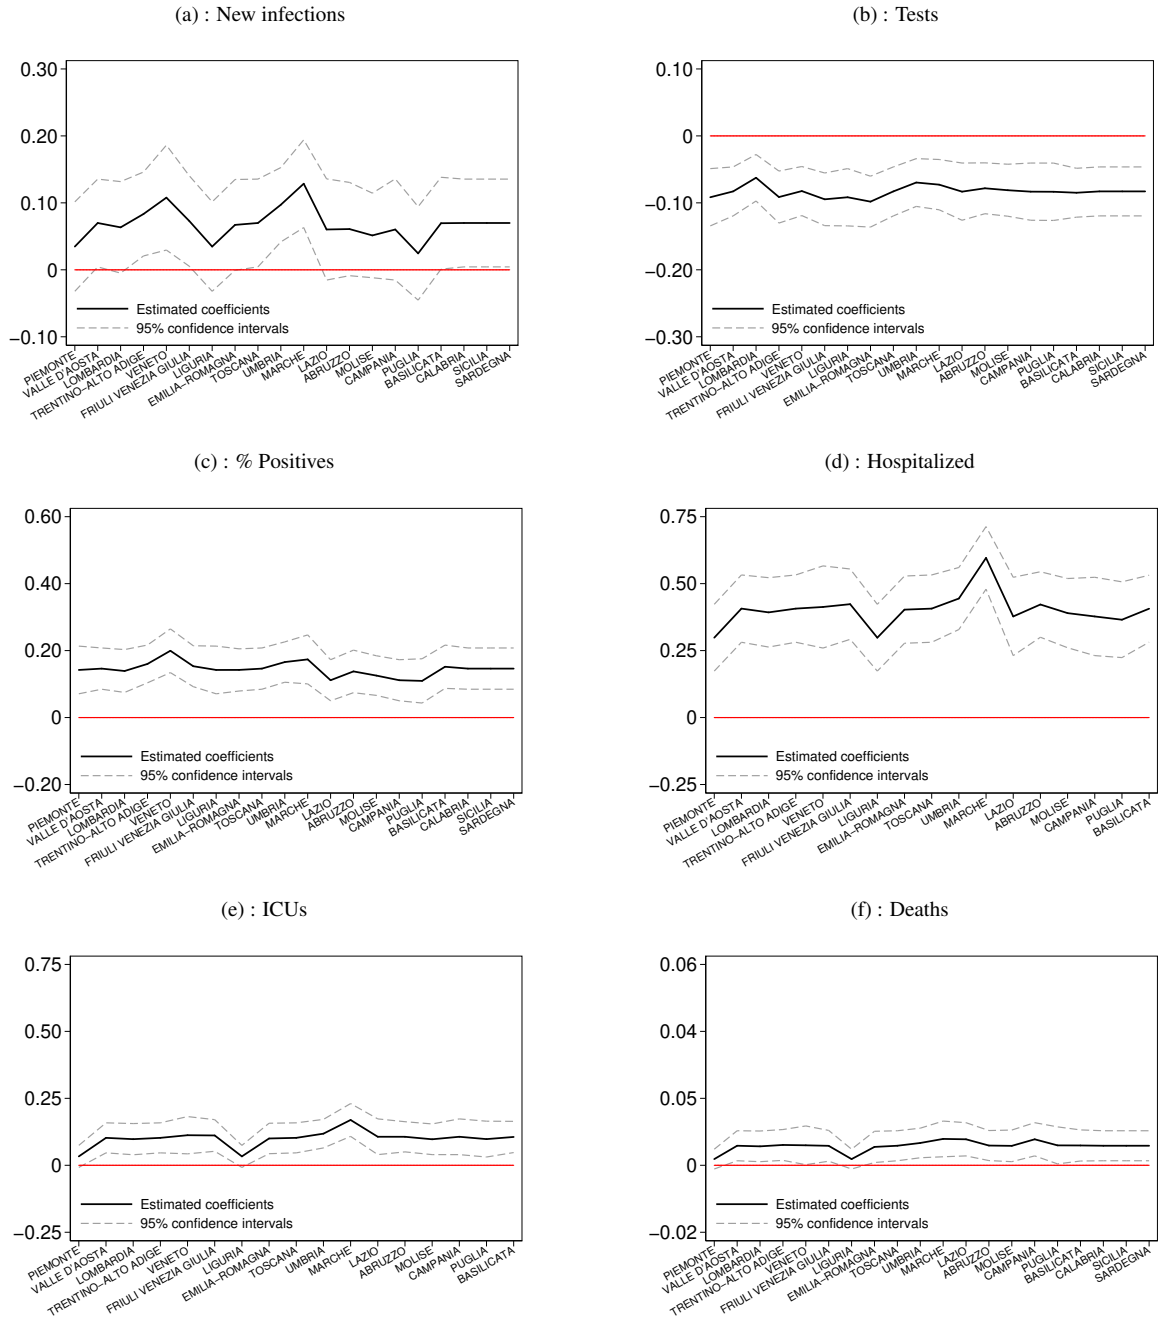 (a) : New infections
0.30
0.20
0.10
0
−0.10
Estimated coefficients
95% confidence intervals
PIEMONTE
VALLE D'AOSTA
LOMBARDIA
TRENTINO−ALTO ADIGE
VENETO
FRIULI VENEZIA GIULIA
LIGURIA
EMILIA−ROMAGNA
TOSCANA
UMBRIA
MARCHE
LAZIO
ABRUZZO
MOLISE
CAMPANIA
PUGLIA
BASILICATA
CALABRIA
SICILIA
SARDEGNA
(b) : Tests
0.10
0
−0.10
−0.20
−0.30
Estimated coefficients
95% confidence intervals
PIEMONTE
VALLE D'AOSTA
LOMBARDIA
TRENTINO−ALTO ADIGE
VENETO
FRIULI VENEZIA GIULIA
LIGURIA
EMILIA−ROMAGNA
TOSCANA
UMBRIA
MARCHE
LAZIO
ABRUZZO
MOLISE
CAMPANIA
PUGLIA
BASILICATA
CALABRIA
SICILIA
SARDEGNA
(c) : % Positives
0.60
0.40
0.20
0
−0.20
Estimated coefficients
95% confidence intervals
PIEMONTE
VALLE D'AOSTA
LOMBARDIA
TRENTINO−ALTO ADIGE
VENETO
FRIULI VENEZIA GIULIA
LIGURIA
EMILIA−ROMAGNA
TOSCANA
UMBRIA
MARCHE
LAZIO
ABRUZZO
MOLISE
CAMPANIA
PUGLIA
BASILICATA
CALABRIA
SICILIA
SARDEGNA
(d) : Hospitalized
0.75
0.50
0.25
0
−0.25
Estimated coefficients
95% confidence intervals
PIEMONTE
VALLE D'AOSTA
LOMBARDIA
TRENTINO−ALTO ADIGE
VENETO
FRIULI VENEZIA GIULIA
LIGURIA
EMILIA−ROMAGNA
TOSCANA
UMBRIA
MARCHE
LAZIO
ABRUZZO
MOLISE
CAMPANIA
PUGLIA
BASILICATA
(e) : ICUs
0.75
0.50
0.25
0
−0.25
Estimated coefficients
95% confidence intervals
PIEMONTE
VALLE D'AOSTA
LOMBARDIA
TRENTINO−ALTO ADIGE
VENETO
FRIULI VENEZIA GIULIA
LIGURIA
EMILIA−ROMAGNA
TOSCANA
UMBRIA
MARCHE
LAZIO
ABRUZZO
MOLISE
CAMPANIA
PUGLIA
BASILICATA
(f) : Deaths
0.06
0.04
0.05
0
−0.02
Estimated coefficients
95% confidence intervals
PIEMONTE
VALLE D'AOSTA
LOMBARDIA
TRENTINO−ALTO ADIGE
VENETO
FRIULI VENEZIA GIULIA
LIGURIA
EMILIA−ROMAGNA
TOSCANA
UMBRIA
MARCHE
LAZIO
ABRUZZO
MOLISE
CAMPANIA
PUGLIA
BASILICATA
CALABRIA
SICILIA
SARDEGNA